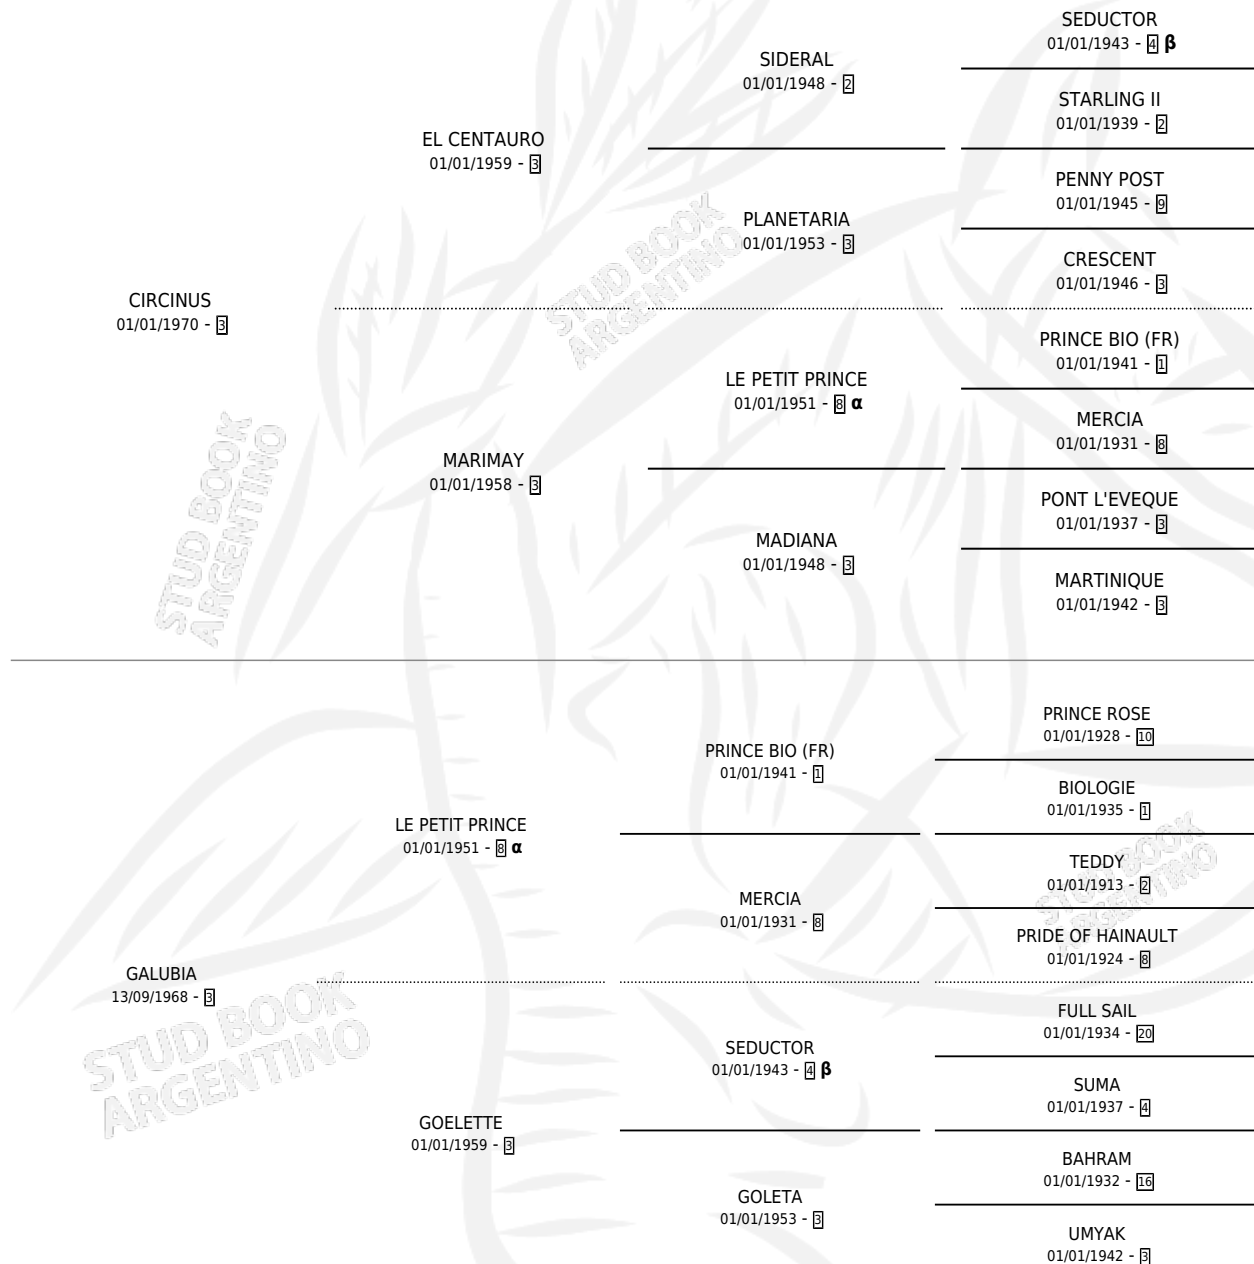 SEDUCTOR
01/01/1943 - 4 β
SIDERAL
01/01/1948 - 2
STARLING II
01/01/1939 - 2
EL CENTAURO
01/01/1959 - 3
PENNY POST
01/01/1945 - 9
PLANETARIA
01/01/1953 - 3
CRESCENT
01/01/1946 - 3
CIRCINUS
01/01/1970 - 3
PRINCE BIO (FR)
01/01/1941 - 1
LE PETIT PRINCE
01/01/1951 - 8 α
MERCIA
01/01/1931 - 8
MARIMAY
01/01/1958 - 3
PONT L'EVEQUE
01/01/1937 - 3
MADIANA
01/01/1948 - 3
MARTINIQUE
01/01/1942 - 3
PRINCE ROSE
01/01/1928 - 10
PRINCE BIO (FR)
01/01/1941 - 1
BIOLOGIE
01/01/1935 - 1
LE PETIT PRINCE
01/01/1951 - 8 α
TEDDY
01/01/1913 - 2
MERCIA
01/01/1931 - 8
PRIDE OF HAINAULT
01/01/1924 - 8
GALUBIA
13/09/1968 - 3
FULL SAIL
01/01/1934 - 20
SEDUCTOR
01/01/1943 - 4 β
SUMA
01/01/1937 - 4
GOELETTE
01/01/1959 - 3
BAHRAM
01/01/1932 - 16
GOLETA
01/01/1953 - 3
UMYAK
01/01/1942 - 3
STUD BOOK
ARGENTINO
STUD BOOK
ARGENTINO
STUD BOOK
ARGENTINO
STUD BOOK
ARGENTINO